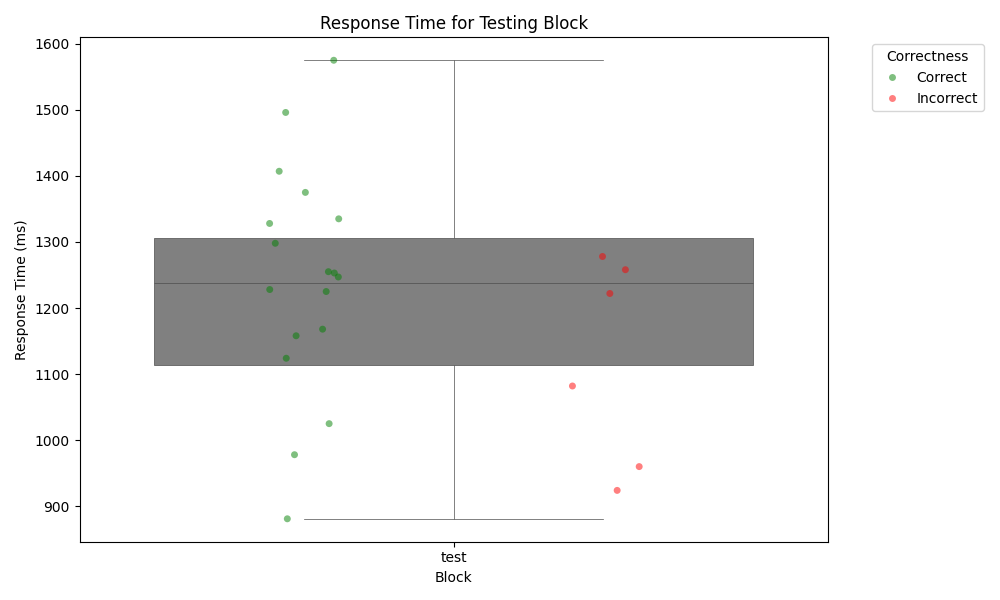 Response Time for Testing Block
Correctness
Correct
Incorrect
Response Time (ms)
1600
1500
1400
1300
1200
1100
1000
900
test
Block